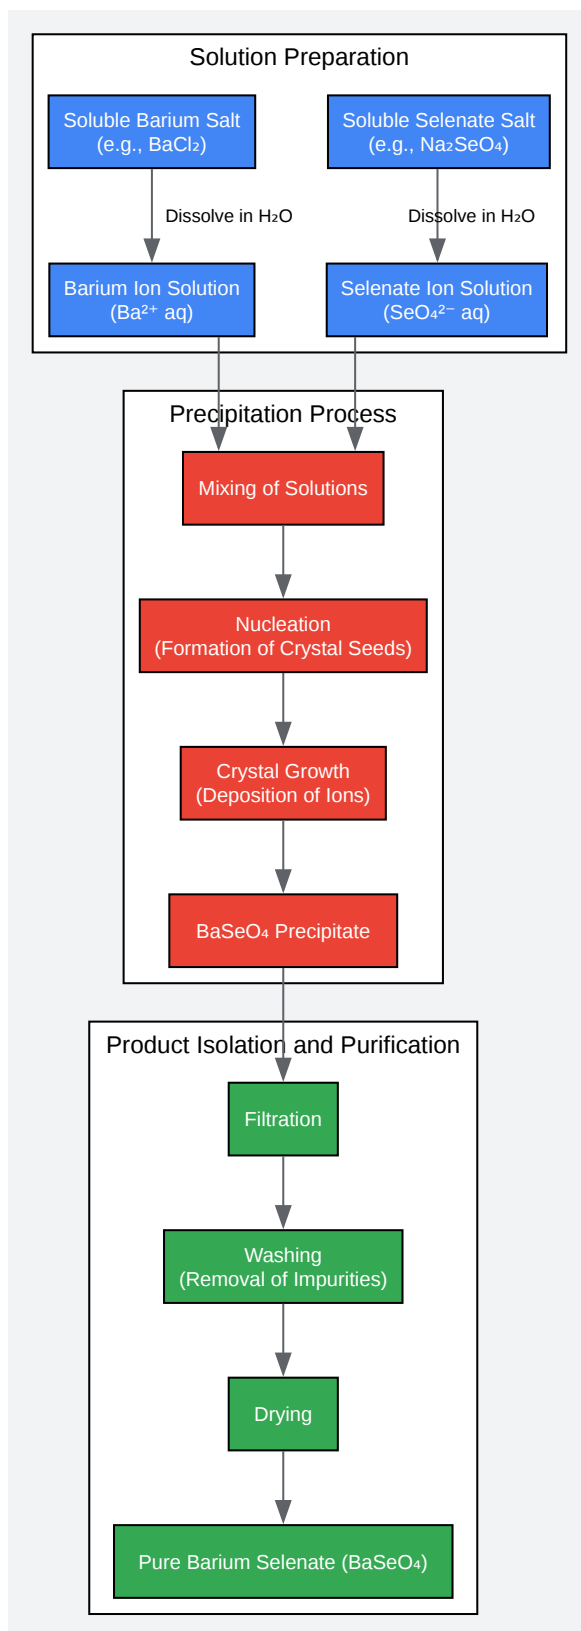 Solution Preparation
Soluble Barium Salt
(e.g., BaCl₂)
Soluble Selenate Salt
(e.g., Na₂SeO₄)
Dissolve in H₂O
Dissolve in H₂O
Barium Ion Solution
(Ba²⁺ aq)
Selenate Ion Solution
(SeO₄²⁻ aq)
Precipitation Process
Mixing of Solutions
Nucleation
(Formation of Crystal Seeds)
Crystal Growth
(Deposition of Ions)
BaSeO₄ Precipitate
Product Isolation and Purification
Filtration
Washing
(Removal of Impurities)
Drying
Pure Barium Selenate (BaSeO₄)